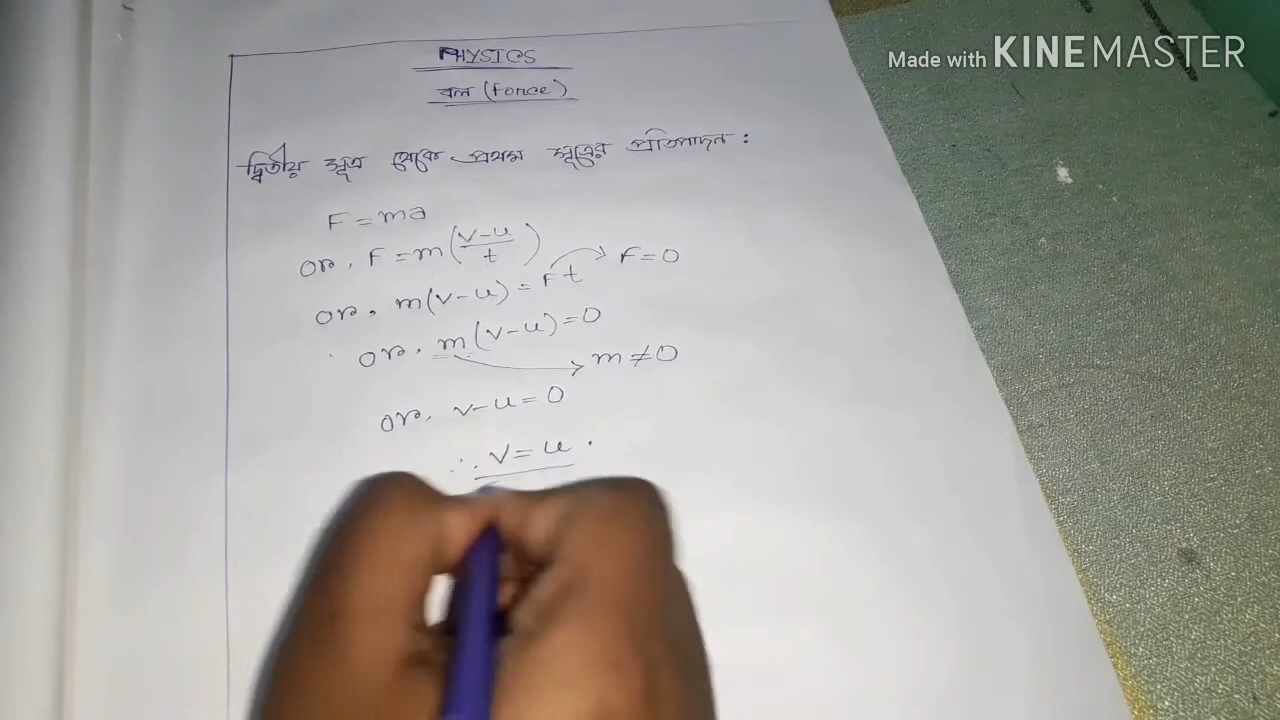 Made with KINEMASTER
PHYSICS
বল (force)
দ্বিতীয় সূত্র থেকে প্রথম সূত্রের প্রতিপাদন :
F = ma
or, F = m(v-u/t)
or, m(v-u) = Ft → F = 0
or, m(v-u) = 0
→ m ≠ 0
or, v-u = 0
∴ v = u .